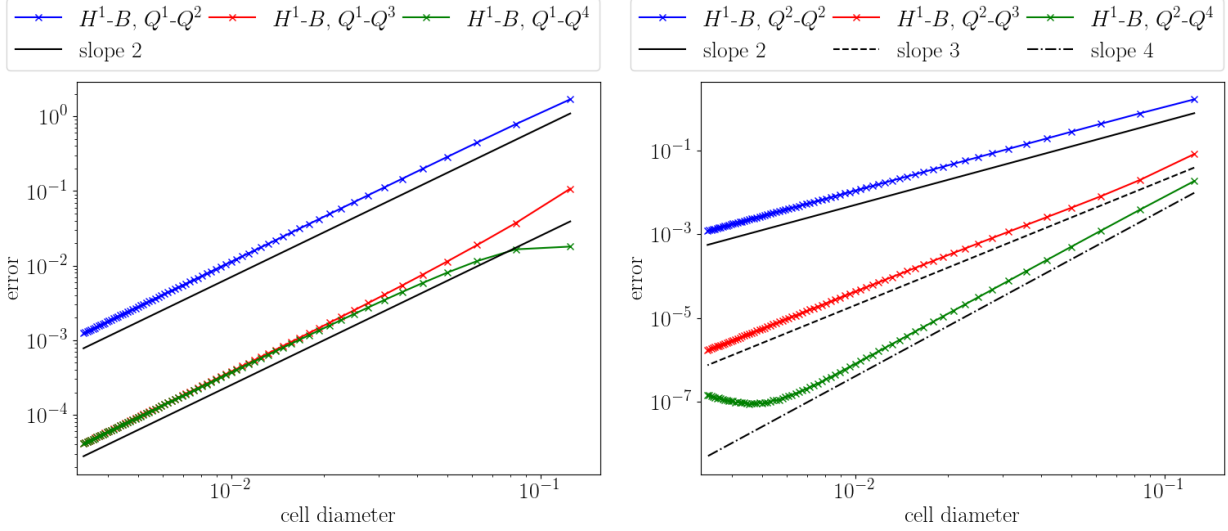 H¹-B, Q¹-Q² H¹-B, Q¹-Q³ H¹-B, Q¹-Q⁴
slope 2
10⁰
10⁻¹
10⁻²
10⁻³
10⁻⁴
error
10⁻² 10⁻¹
cell diameter
H¹-B, Q²-Q² H¹-B, Q²-Q³ H¹-B, Q²-Q⁴
slope 2 slope 3 slope 4
10⁻¹
10⁻³
10⁻⁵
10⁻⁷
error
10⁻² 10⁻¹
cell diameter